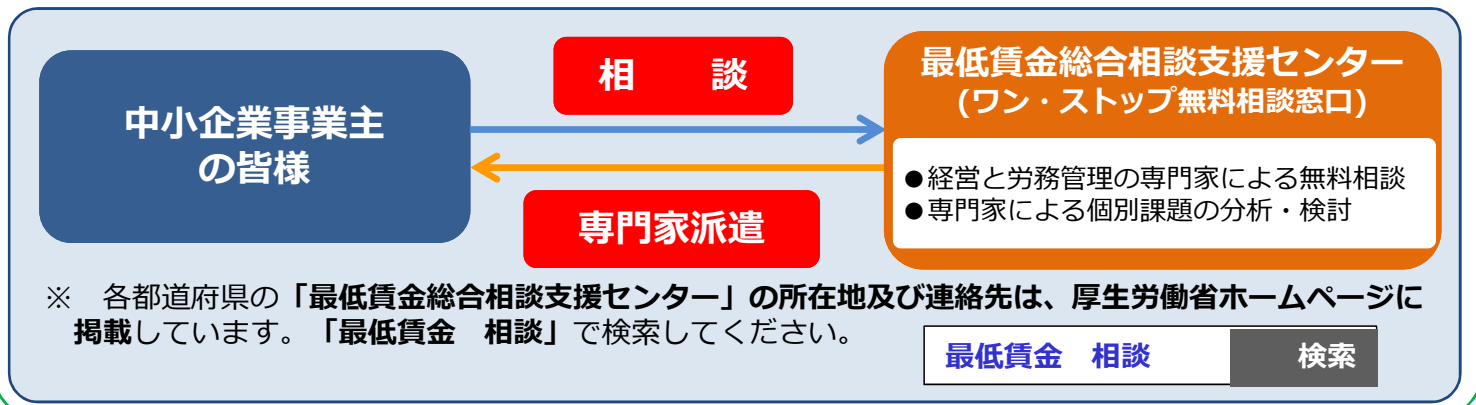 中小企業事業主
の皆様
相　　談
専門家派遣
最低賃金総合相談支援センター
(ワン・ストップ無料相談窓口)
●経営と労務管理の専門家による無料相談
●専門家による個別課題の分析・検討
※　各都道府県の「最低賃金総合相談支援センター」の所在地及び連絡先は、厚生労働省ホームページに
掲載しています。「最低賃金　相談」で検索してください。
最低賃金　相談　　検索